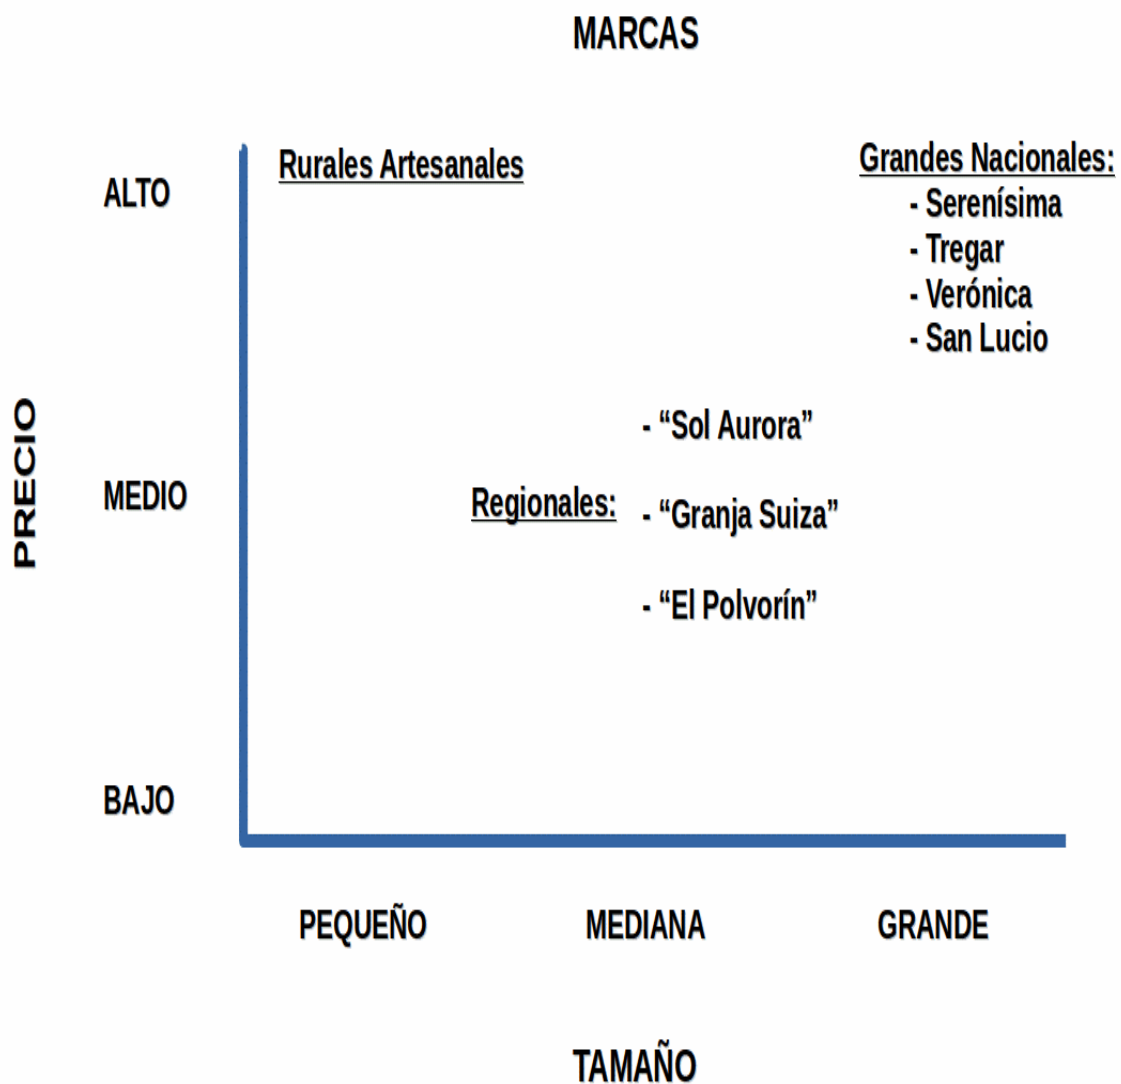 MARCAS
Rurales Artesanales
Grandes Nacionales:
ALTO
- Serenísima
- Tregar
- Verónica
- San Lucio
PRECIO
- “Sol Aurora”
MEDIO
Regionales:
- “Granja Suiza”
- “El Polvorín”
BAJO
PEQUEÑO
MEDIANA
GRANDE
TAMAÑO